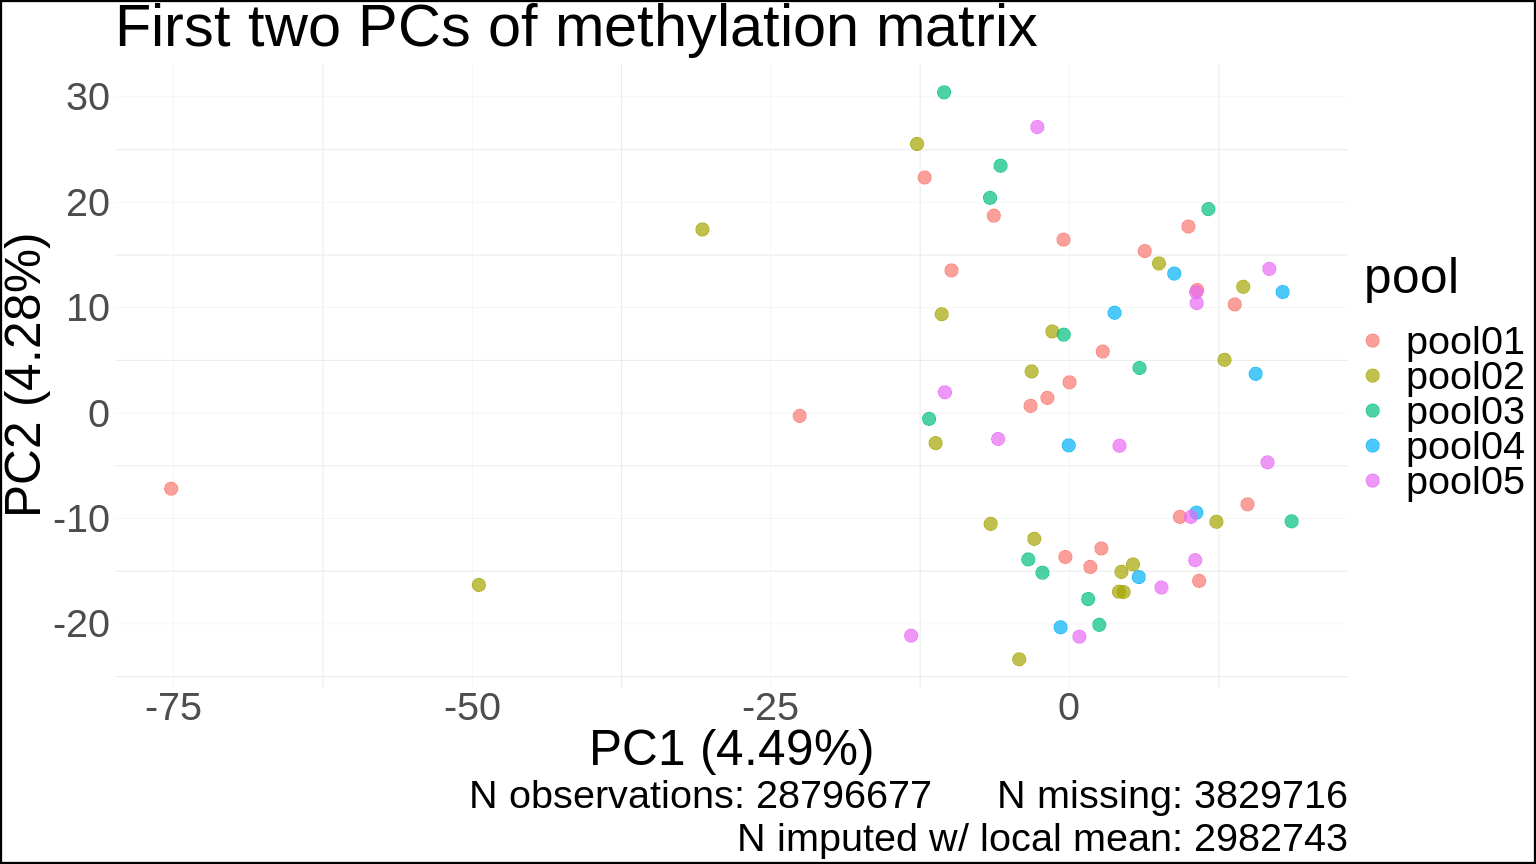 First two PCs of methylation matrix
30
20
10
0
-10
-20
PC2 (4.28%)
-75
-50
-25
0
PC1 (4.49%)
pool
pool01
pool02
pool03
pool04
pool05
N observations: 28796677 N missing: 3829716
N imputed w/ local mean: 2982743